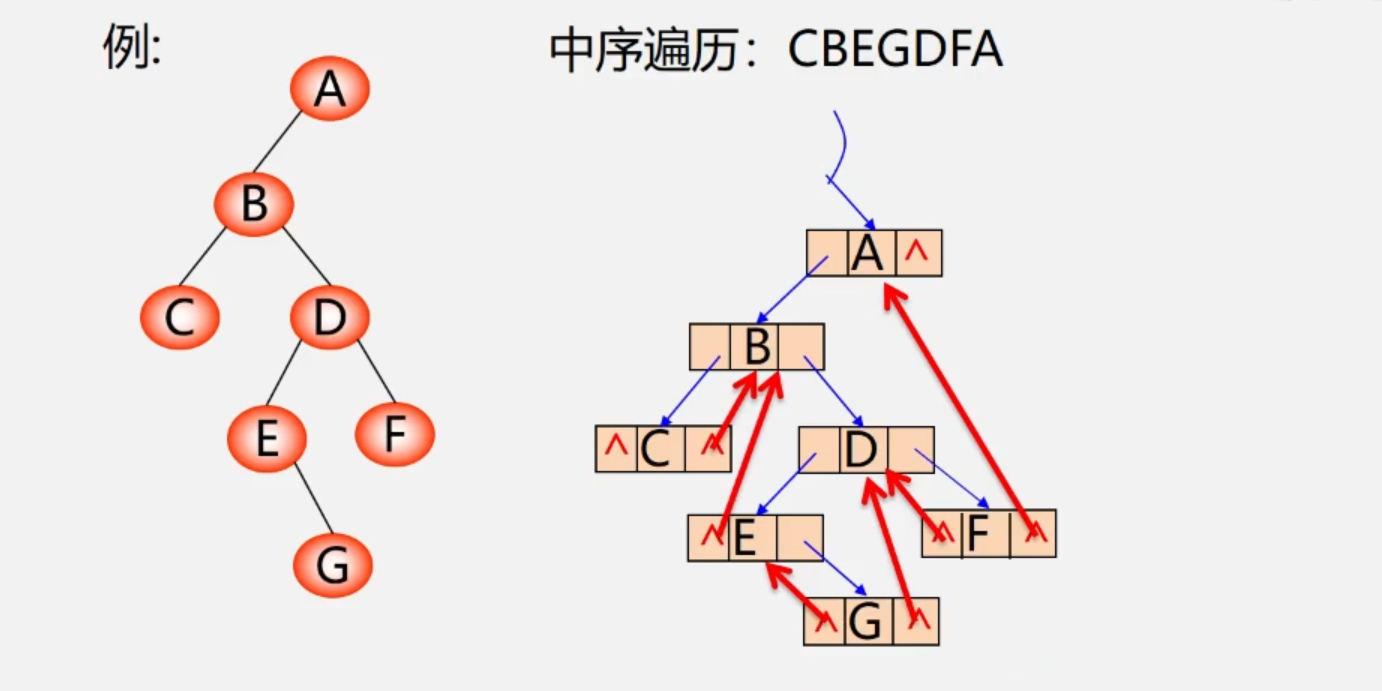 例:
中序遍历：CBEGDFA
A
B
C
D
E
F
G
A ^
B
^ C ^
D
^ E
^ F ^
^ G ^